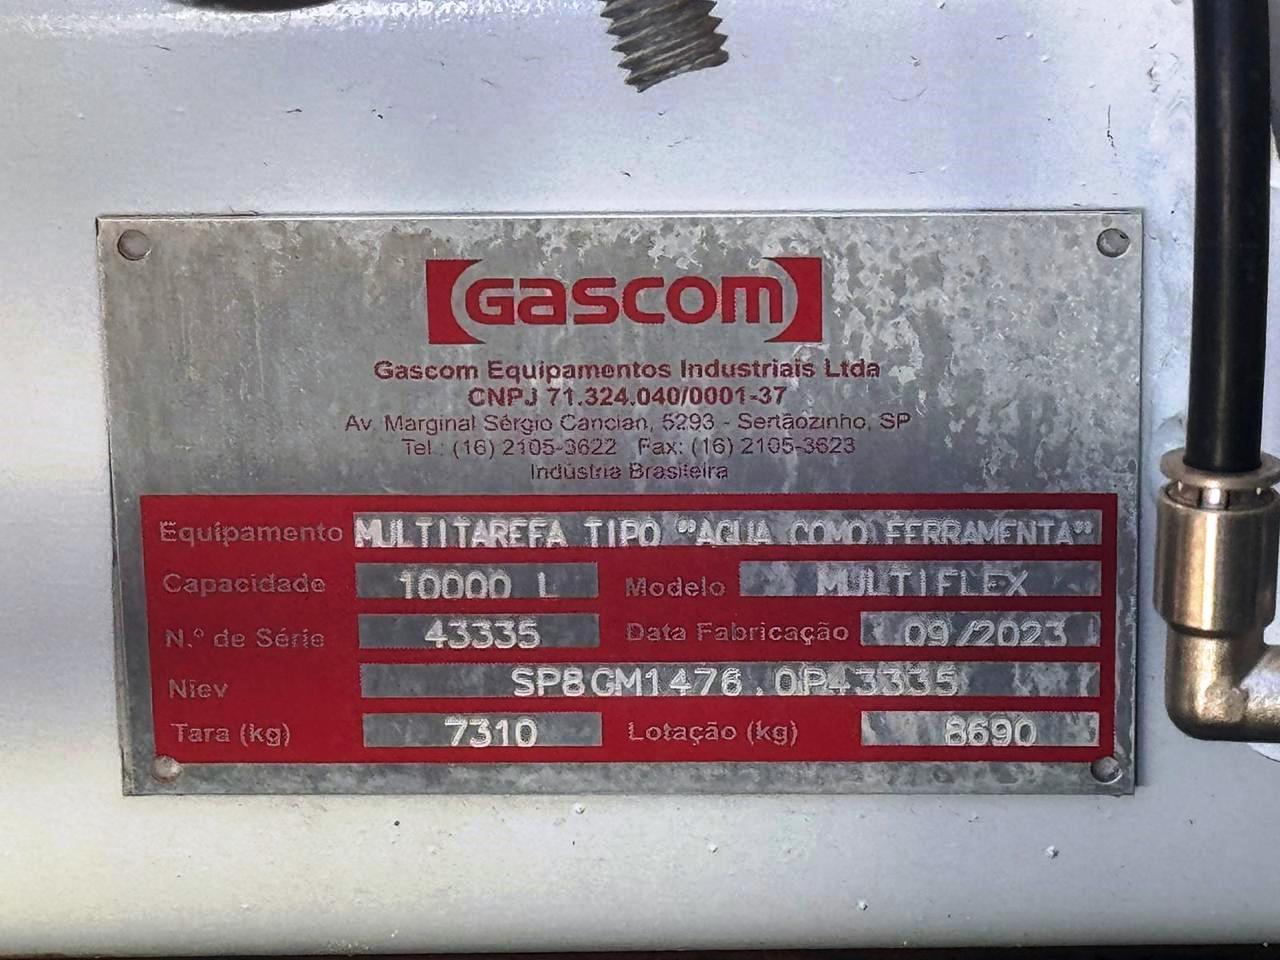 GASCOM
Gascom Equipamentos Industriais Ltda
CNPJ 71.324.040/0001-37
Av. Marginal Sérgio Cancian, 5293 - Sertãozinho, SP
Tel.: (16) 2105-3622 Fax: (16) 2105-3623
Indústria Brasileira
Equipamento MULTITAREFA TIPO "AGUA COMO FERRAMENTA"
Capacidade 10000 L Modelo MULTIFLEX
N.º de Série 43335 Data Fabricação 09/2023
Niev SP8GM1476.0P43335
Tara (kg) 7310 Lotação (kg) 8690